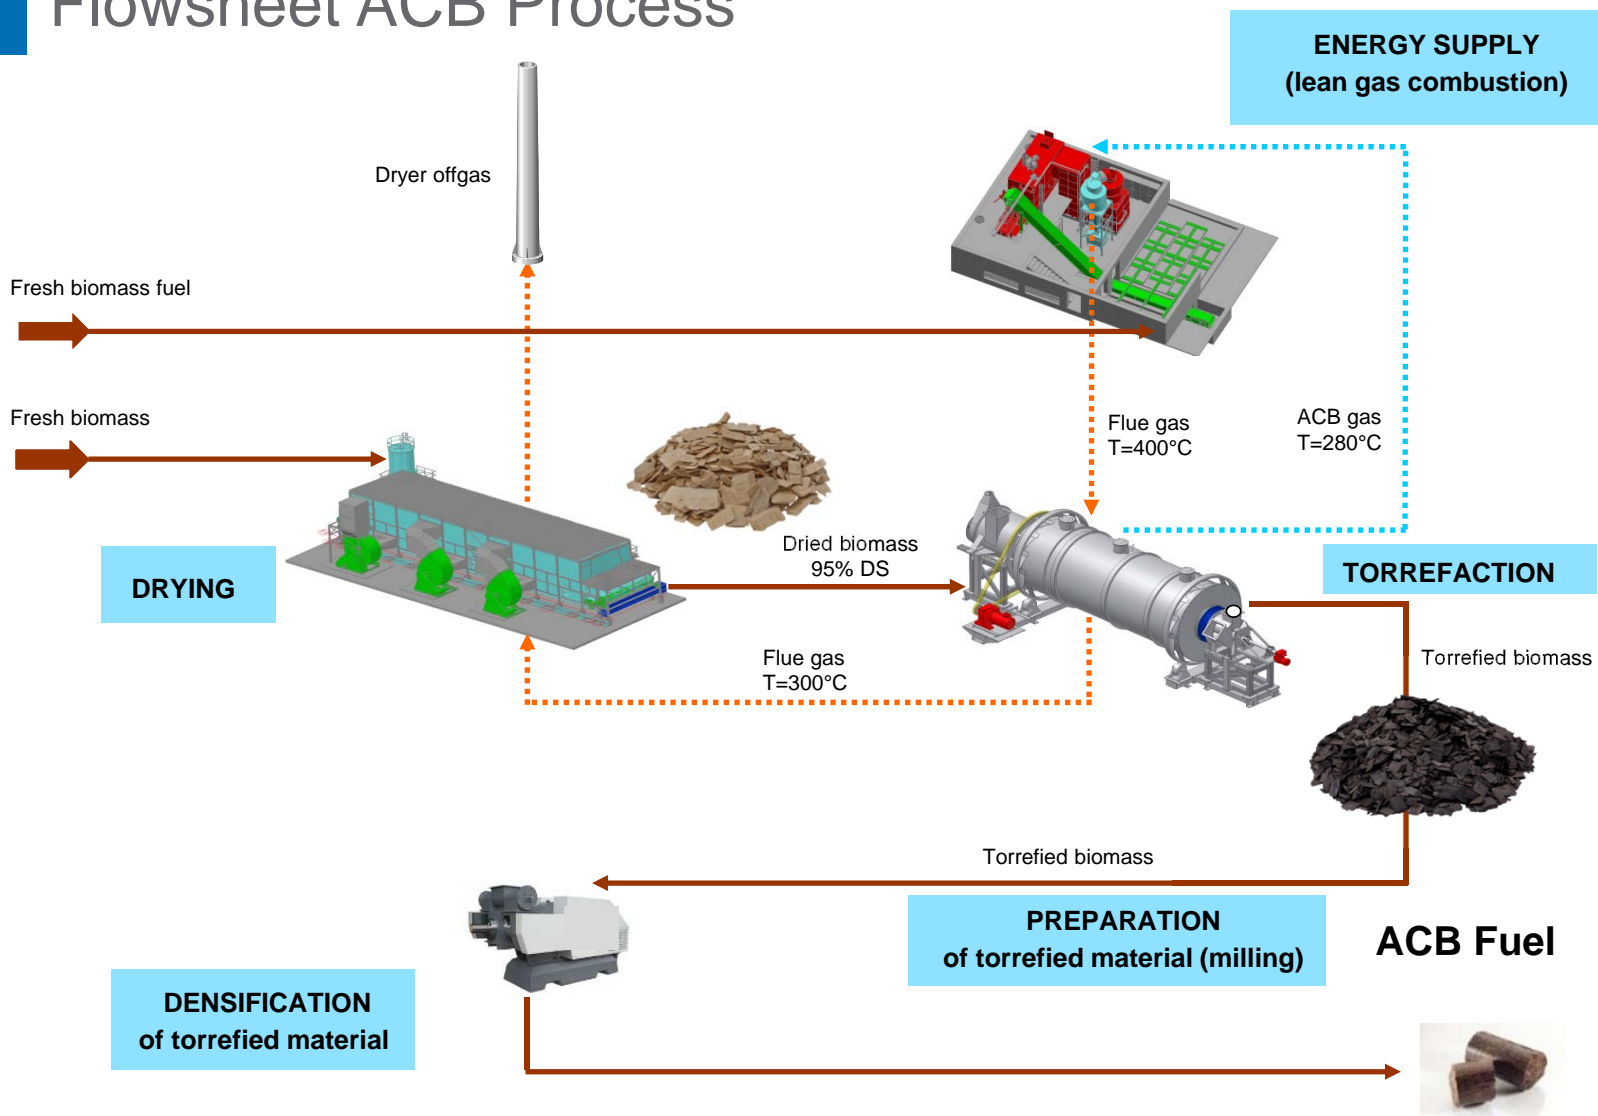 Flowsheet ACB Process
ENERGY SUPPLY
(lean gas combustion)
Dryer offgas
Fresh biomass fuel
Fresh biomass
Flue gas
T=400°C
ACB gas
T=280°C
Dried biomass
95% DS
DRYING
TORREFACTION
Flue gas
T=300°C
Torrefied biomass
Torrefied biomass
PREPARATION
of torrefied material (milling)
ACB Fuel
DENSIFICATION
of torrefied material